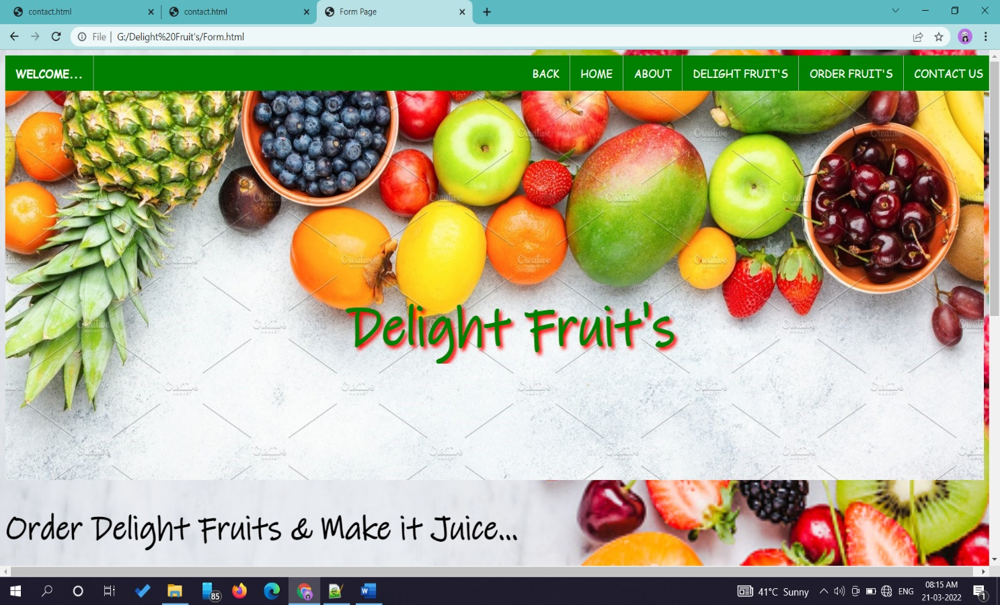 contact.html
contact.html
Form Page
File | G:/Delight%20Fruit's/Form.html
WELCOME...
BACK
HOME
ABOUT
DELIGHT FRUIT'S
ORDER FRUIT'S
CONTACT US
Delight Fruit's
Order Delight Fruits & Make it Juice...
85
41°C Sunny
ENG
08:15 AM
21-03-2022
1